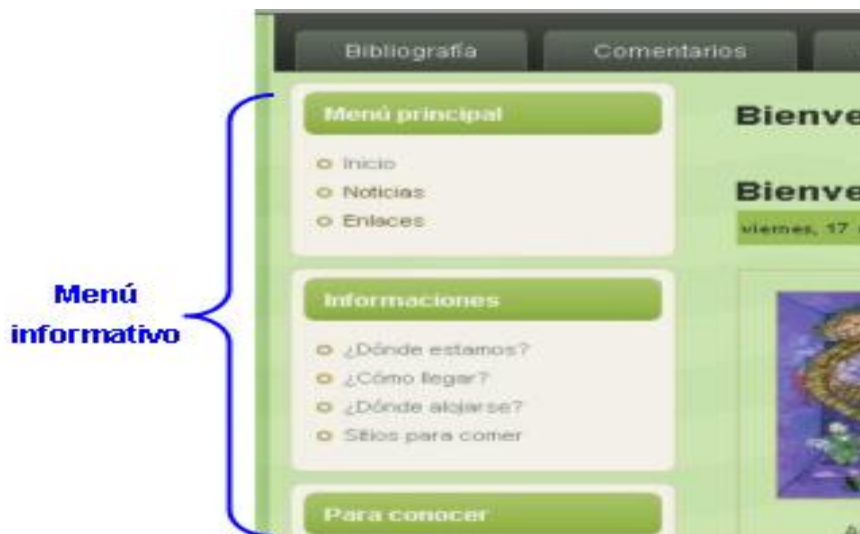 Bibliografía Comentarios
Menú principal
Inicio
Noticias
Enlaces
Menú
informativo
Informaciones
¿Dónde estamos?
¿Cómo llegar?
¿Dónde alojarse?
Sitios para comer
Para conocer
Bienve
Bienve
viernes, 17